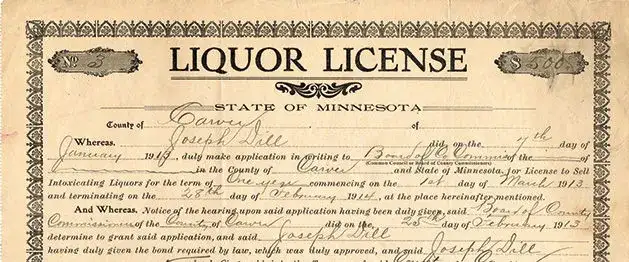 No 3
LIQUOR LICENSE
$500
STATE OF MINNESOTA
County of Carver of
Whereas. Joseph Dill did, on the 7th day of
January 1913, duly make application in writing to Board of Co Commis of the of
(Common Council or Board of County Commissioners)
in the County of Carver and State of Minnesota, for License to Sell
Intoxicating Liquors for the term of One year commencing on the 1st day of March 1913.
and terminating on the 28th day of February 1914, at the place hereinafter mentioned.
And Whereas. Notice of the hearing upon said application having been duly given, said Board of County
Commissioners of the County of Carver did on the 25th day of February 1913
determine to grant said application, and said Joseph Dill
having duly given the bond required by law, which was duly approved, and said Joseph Dill